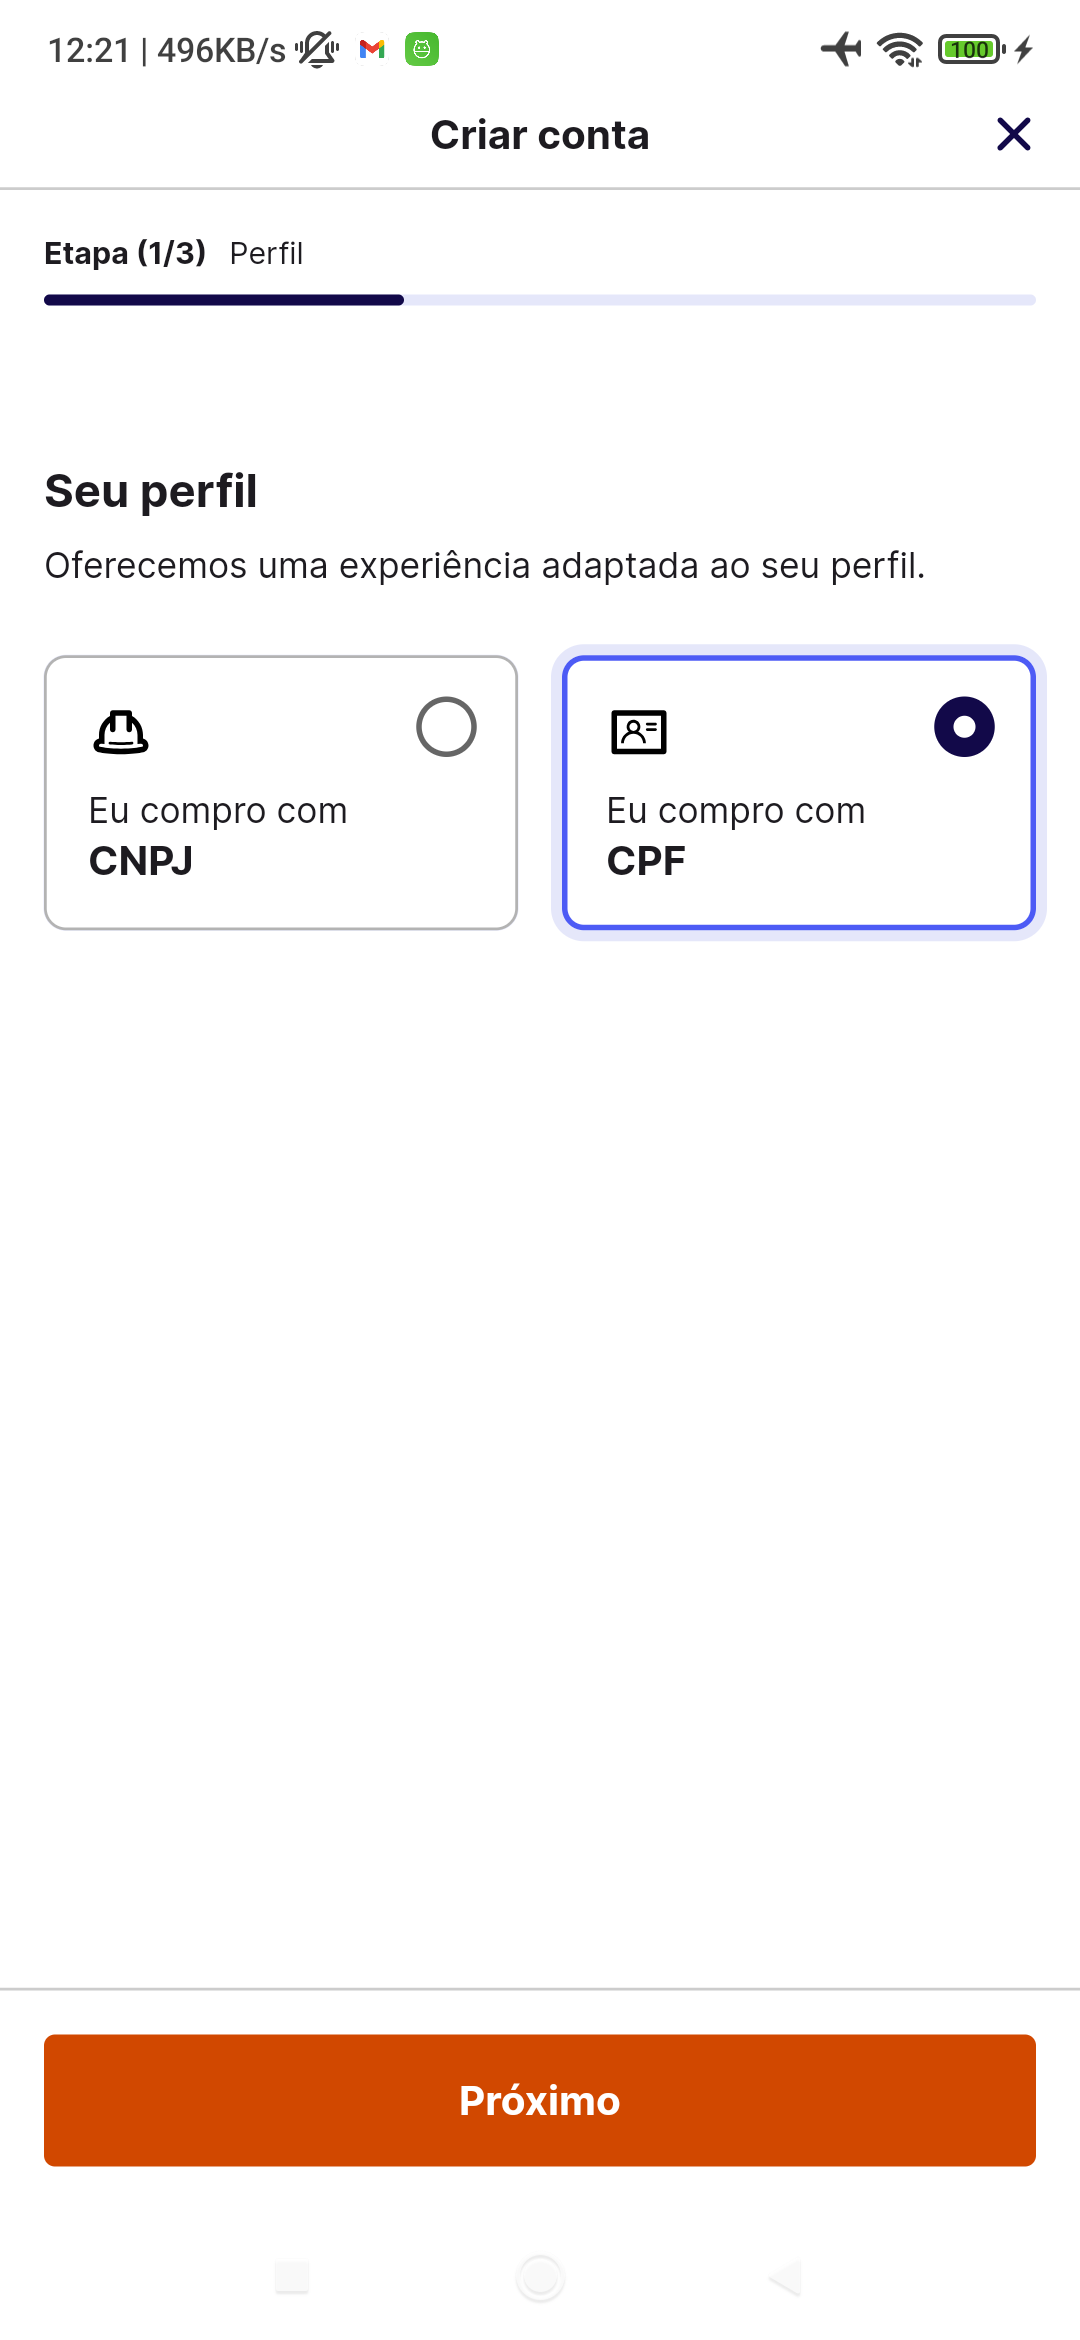 12:21 | 496KB/s
100
Criar conta
Etapa (1/3) Perfil
Seu perfil
Oferecemos uma experiência adaptada ao seu perfil.
Eu compro com
CNPJ
Eu compro com
CPF
Próximo